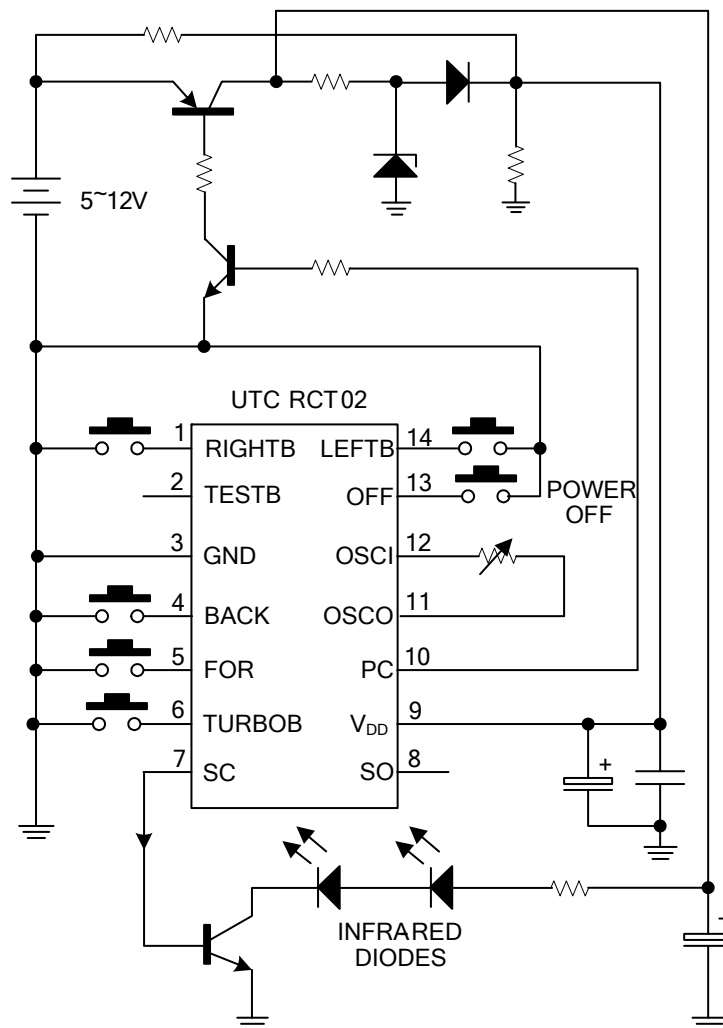 5~12V
UTC RCT02
1 RIGHTB LEFTB 14
2 TESTB OFF 13
POWER
OFF
3 GND OSCI 12
4 BACK OSCO 11
5 FOR PC 10
6 TURBOB VDD 9
7 SC SO 8
+
INFRARED
DIODES
+